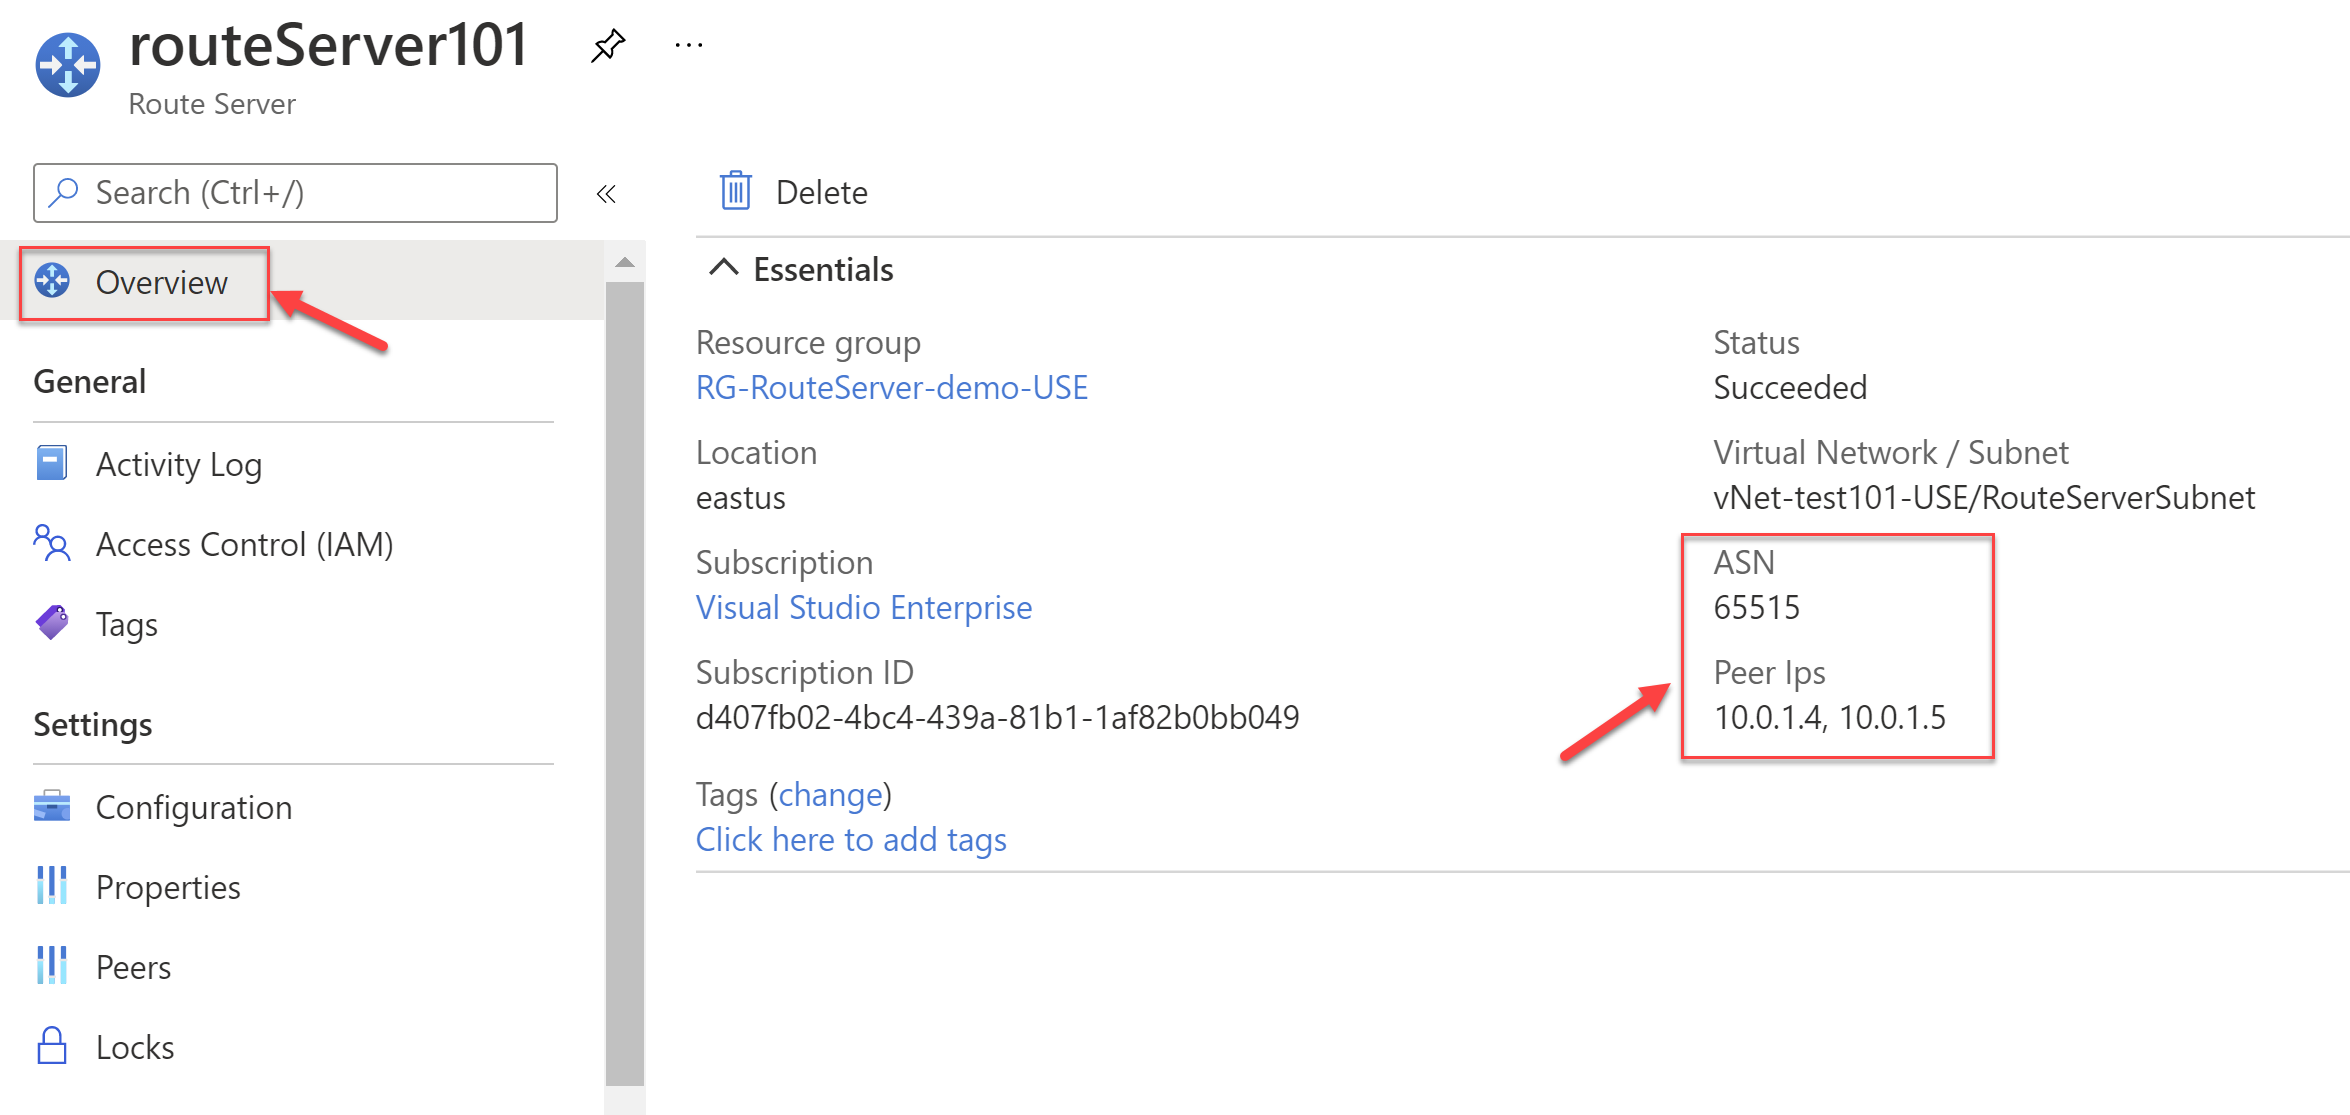 routeServer101
...
Route Server
Search (Ctrl+/)
«
Overview
General
Activity Log
Access Control (IAM)
Tags
Settings
Configuration
Properties
Peers
Locks
Delete
Essentials
Resource group
RG-RouteServer-demo-USE
Location
eastus
Subscription
Visual Studio Enterprise
Subscription ID
d407fb02-4bc4-439a-81b1-1af82b0bb049
Tags (change)
Click here to add tags
Status
Succeeded
Virtual Network / Subnet
vNet-test101-USE/RouteServerSubnet
ASN
65515
Peer Ips
10.0.1.4, 10.0.1.5